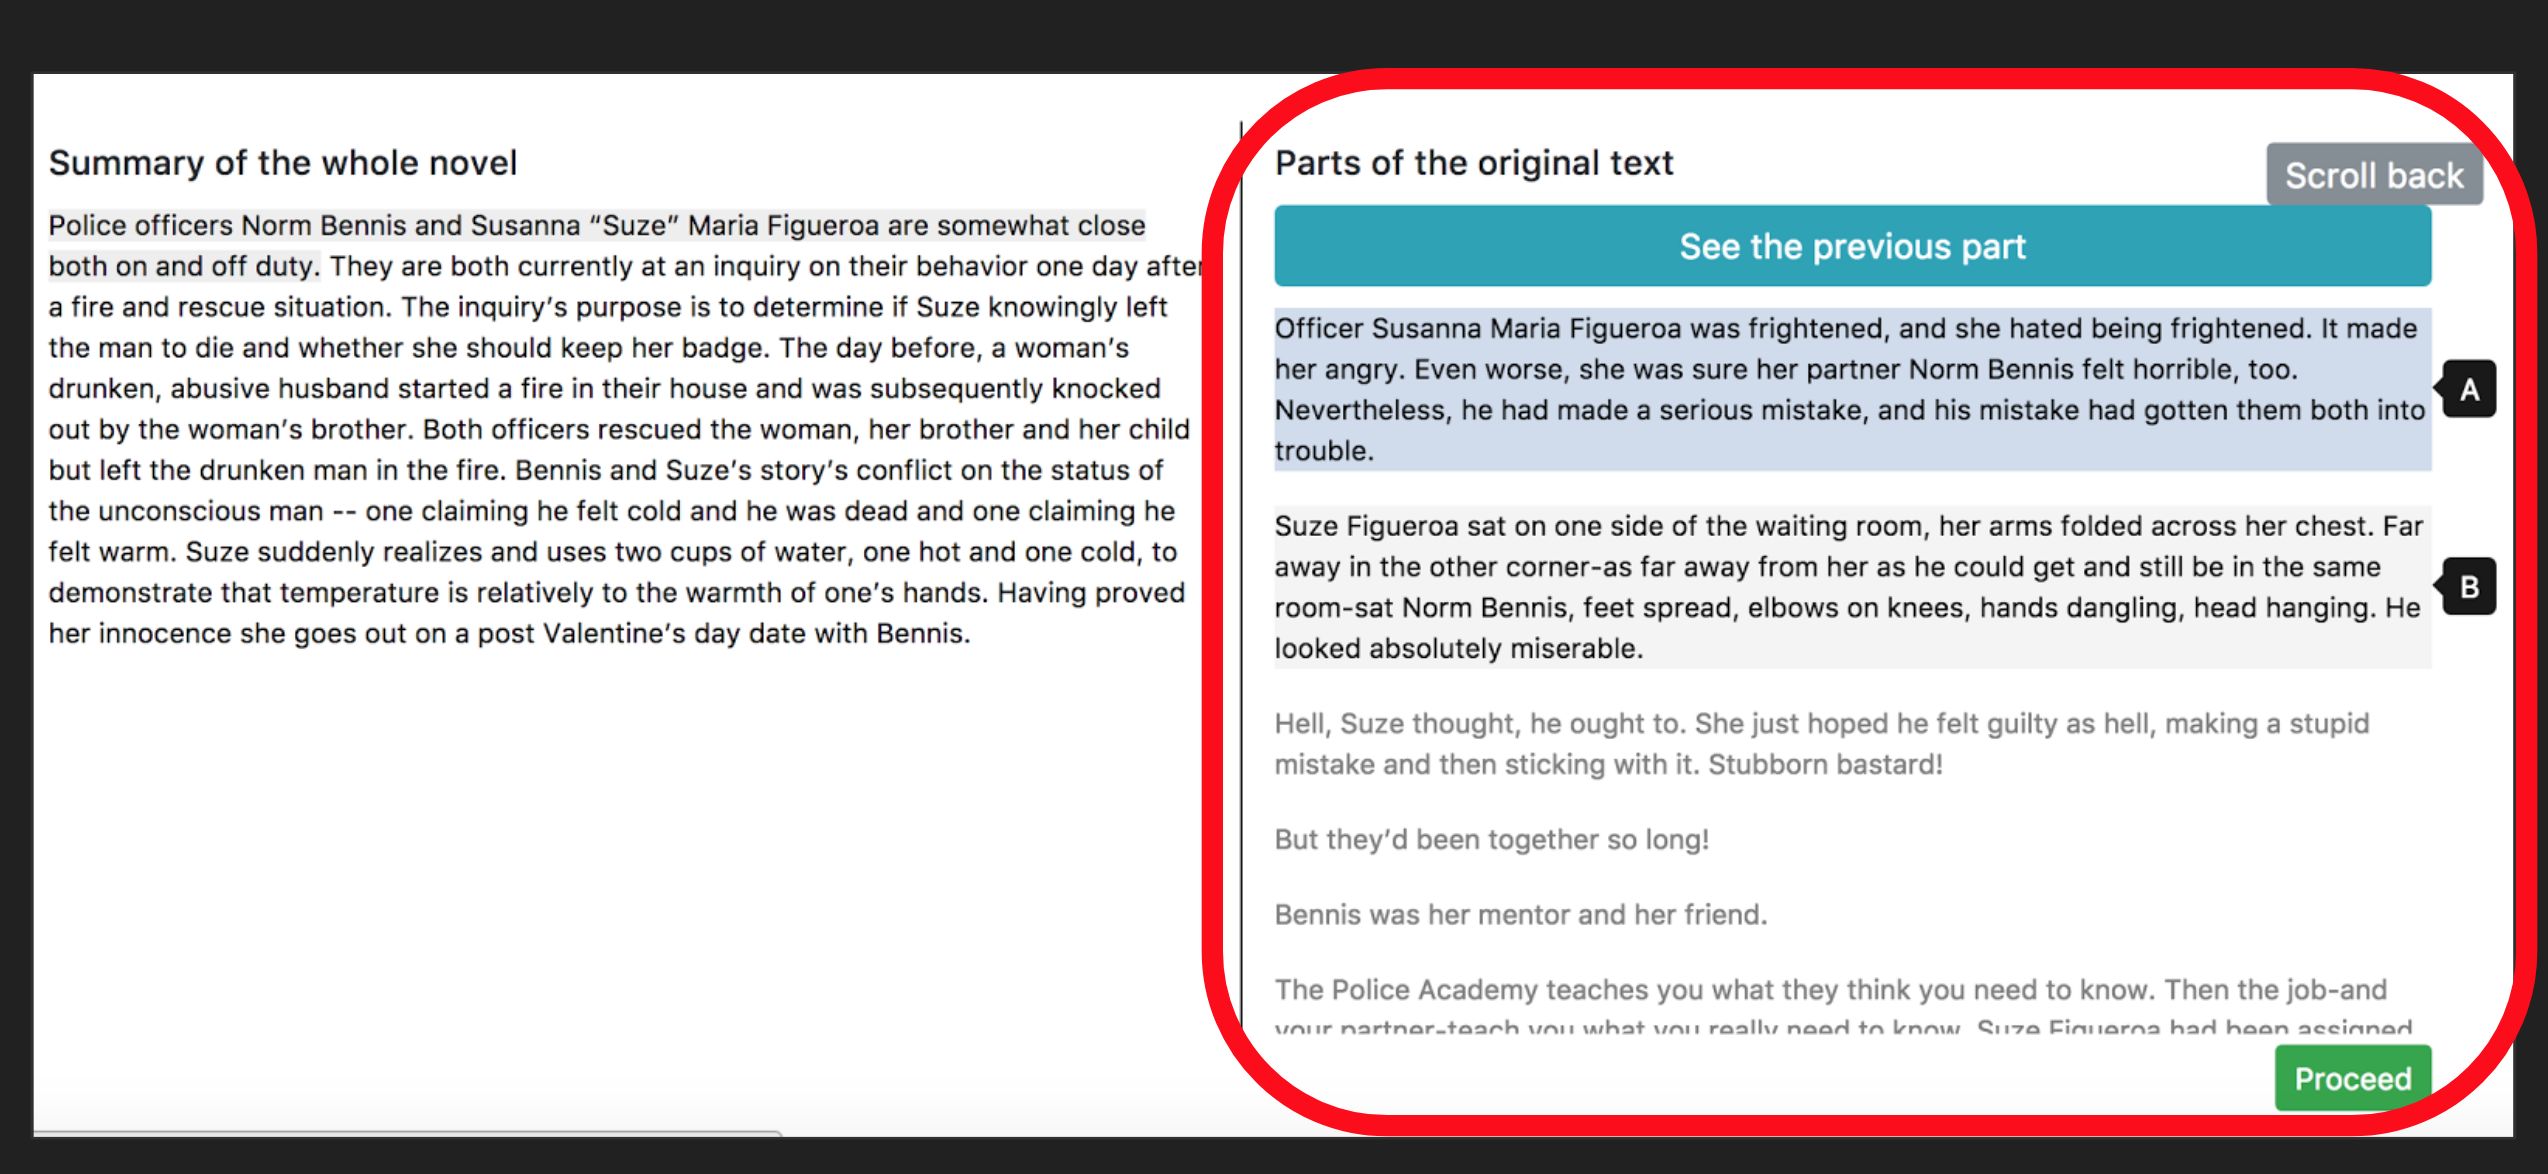 Summary of the whole novel
Police officers Norm Bennis and Susanna “Suze” Maria Figueroa are somewhat close
both on and off duty. They are both currently at an inquiry on their behavior one day after
a fire and rescue situation. The inquiry’s purpose is to determine if Suze knowingly left
the man to die and whether she should keep her badge. The day before, a woman’s
drunken, abusive husband started a fire in their house and was subsequently knocked
out by the woman’s brother. Both officers rescued the woman, her brother and her child
but left the drunken man in the fire. Bennis and Suze’s story’s conflict on the status of
the unconscious man -- one claiming he felt cold and he was dead and one claiming he
felt warm. Suze suddenly realizes and uses two cups of water, one hot and one cold, to
demonstrate that temperature is relatively to the warmth of one’s hands. Having proved
her innocence she goes out on a post Valentine’s day date with Bennis.
Parts of the original text
Scroll back
See the previous part
Officer Susanna Maria Figueroa was frightened, and she hated being frightened. It made
her angry. Even worse, she was sure her partner Norm Bennis felt horrible, too.
Nevertheless, he had made a serious mistake, and his mistake had gotten them both into
trouble.
A
Suze Figueroa sat on one side of the waiting room, her arms folded across her chest. Far
away in the other corner-as far away from her as he could get and still be in the same
room-sat Norm Bennis, feet spread, elbows on knees, hands dangling, head hanging. He
looked absolutely miserable.
B
Hell, Suze thought, he ought to. She just hoped he felt guilty as hell, making a stupid
mistake and then sticking with it. Stubborn bastard!
But they’d been together so long!
Bennis was her mentor and her friend.
The Police Academy teaches you what they think you need to know. Then the job-and
your partner-teach you what you really need to know. Suze Figueroa had been assigned
Proceed